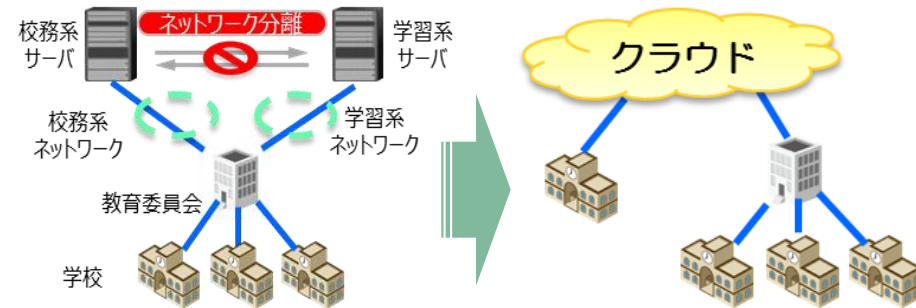 校務系
サーバ
ネットワーク分離
学習系
サーバ
校務系
ネットワーク
学習系
ネットワーク
教育委員会
学校
クラウド